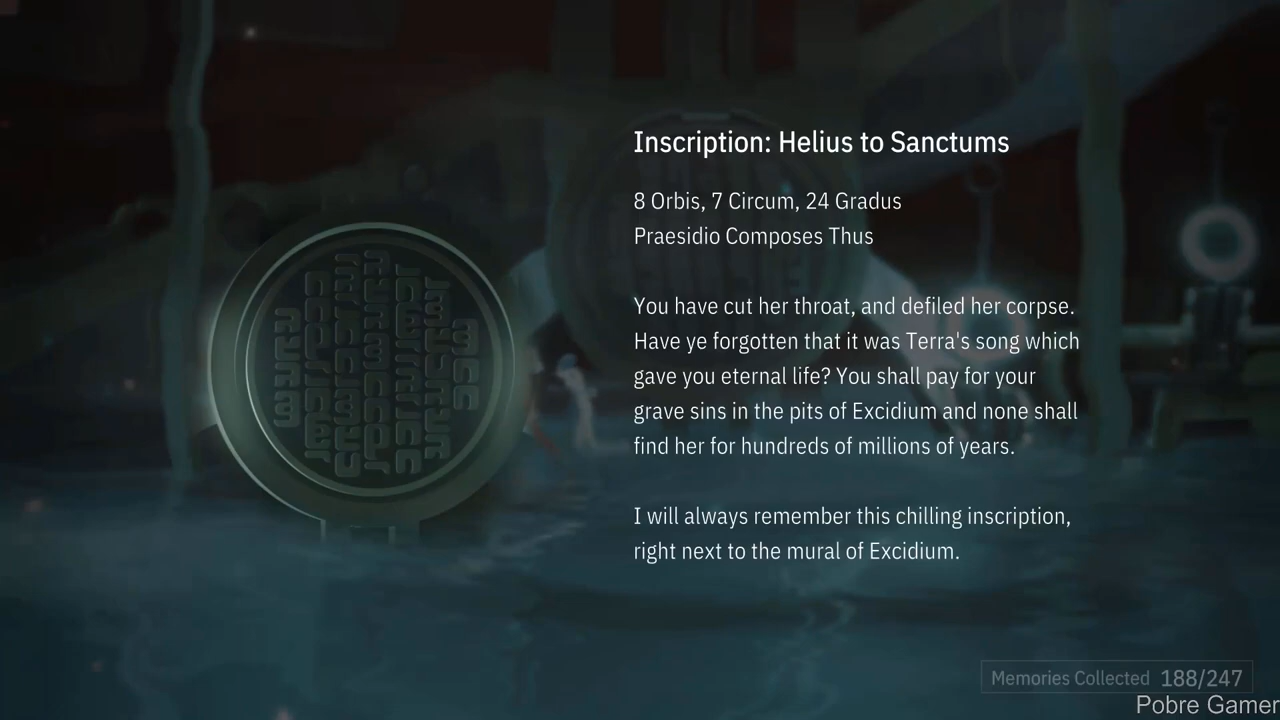 Inscription: Helius to Sanctums
8 Orbis, 7 Circum, 24 Gradus
Praesidio Composes Thus
You have cut her throat, and defiled her corpse.
Have ye forgotten that it was Terra's song which
gave you eternal life? You shall pay for your
grave sins in the pits of Excidium and none shall
find her for hundreds of millions of years.
I will always remember this chilling inscription,
right next to the mural of Excidium.
Memories Collected 188/247
Pobre Gamer